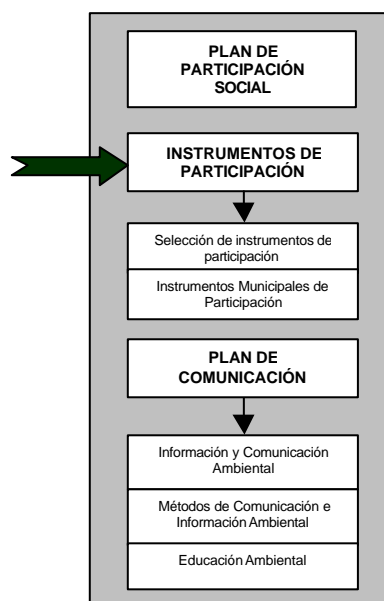 PLAN DE
PARTICIPACIÓN
SOCIAL
INSTRUMENTOS DE
PARTICIPACIÓN
Selección de instrumentos de
participación
Instrumentos Municipales de
Participación
PLAN DE
COMUNICACIÓN
Información y Comunicación
Ambiental
Métodos de Comunicación e
Información Ambiental
Educación Ambiental